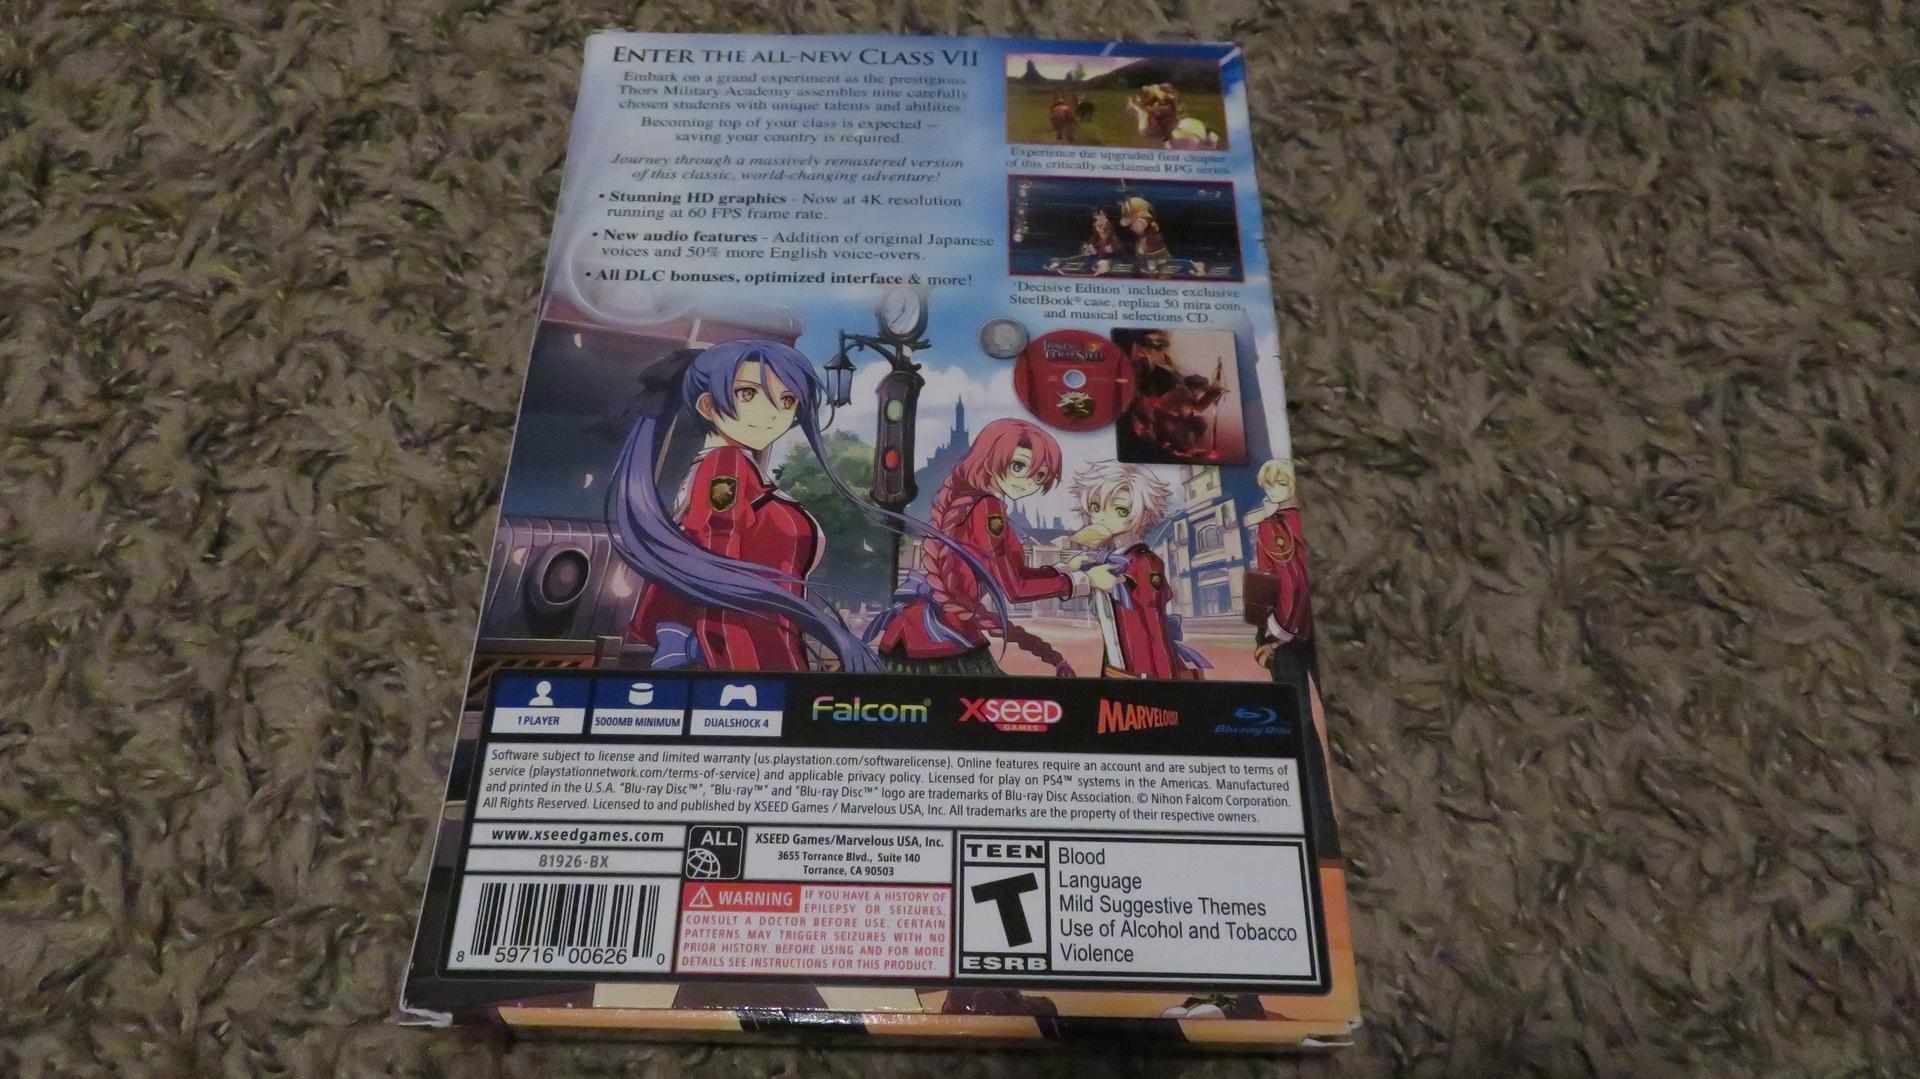 ENTER THE ALL-NEW CLASS VII
Embark on a grand experiment as the prestigious
Thors Military Academy assembles nine carefully
chosen students with unique talents and abilities.
Becoming top of your class is expected –
saving your country is required.
Journey through a massively remastered version
of this classic, world-changing adventure!
• Stunning HD graphics - Now at 4K resolution
running at 60 FPS frame rate.
• New audio features - Addition of original Japanese
voices and 50% more English voice-overs.
• All DLC bonuses, optimized interface & more!
Experience the upgraded first chapter
of this critically-acclaimed RPG series.
'Decisive Edition' includes exclusive
SteelBook® case, replica 50 mira coin,
and musical selections CD.
TRAILS OF
COLD STEEL
1 PLAYER
5000MB MINIMUM
DUALSHOCK 4
Falcom®
XSEED
GAMES
MARVELOUS!
Blu-ray Disc
Software subject to license and limited warranty (us.playstation.com/softwarelicense). Online features require an account and are subject to terms of
service (playstationnetwork.com/terms-of-service) and applicable privacy policy. Licensed for play on PS4™ systems in the Americas. Manufactured
and printed in the U.S.A. "Blu-ray Disc™", "Blu-ray™" and "Blu-ray Disc™" logo are trademarks of Blu-ray Disc Association. © Nihon Falcom Corporation.
All Rights Reserved. Licensed to and published by XSEED Games / Marvelous USA, Inc. All trademarks are the property of their respective owners.
www.xseedgames.com
81926-BX
8 59716 00626 0
ALL
XSEED Games/Marvelous USA, Inc.
3655 Torrance Blvd., Suite 140
Torrance, CA 90503
WARNING IF YOU HAVE A HISTORY OF
EPILEPSY OR SEIZURES,
CONSULT A DOCTOR BEFORE USE. CERTAIN
PATTERNS MAY TRIGGER SEIZURES WITH NO
PRIOR HISTORY. BEFORE USING AND FOR MORE
DETAILS SEE INSTRUCTIONS FOR THIS PRODUCT.
TEEN
T
ESRB
Blood
Language
Mild Suggestive Themes
Use of Alcohol and Tobacco
Violence